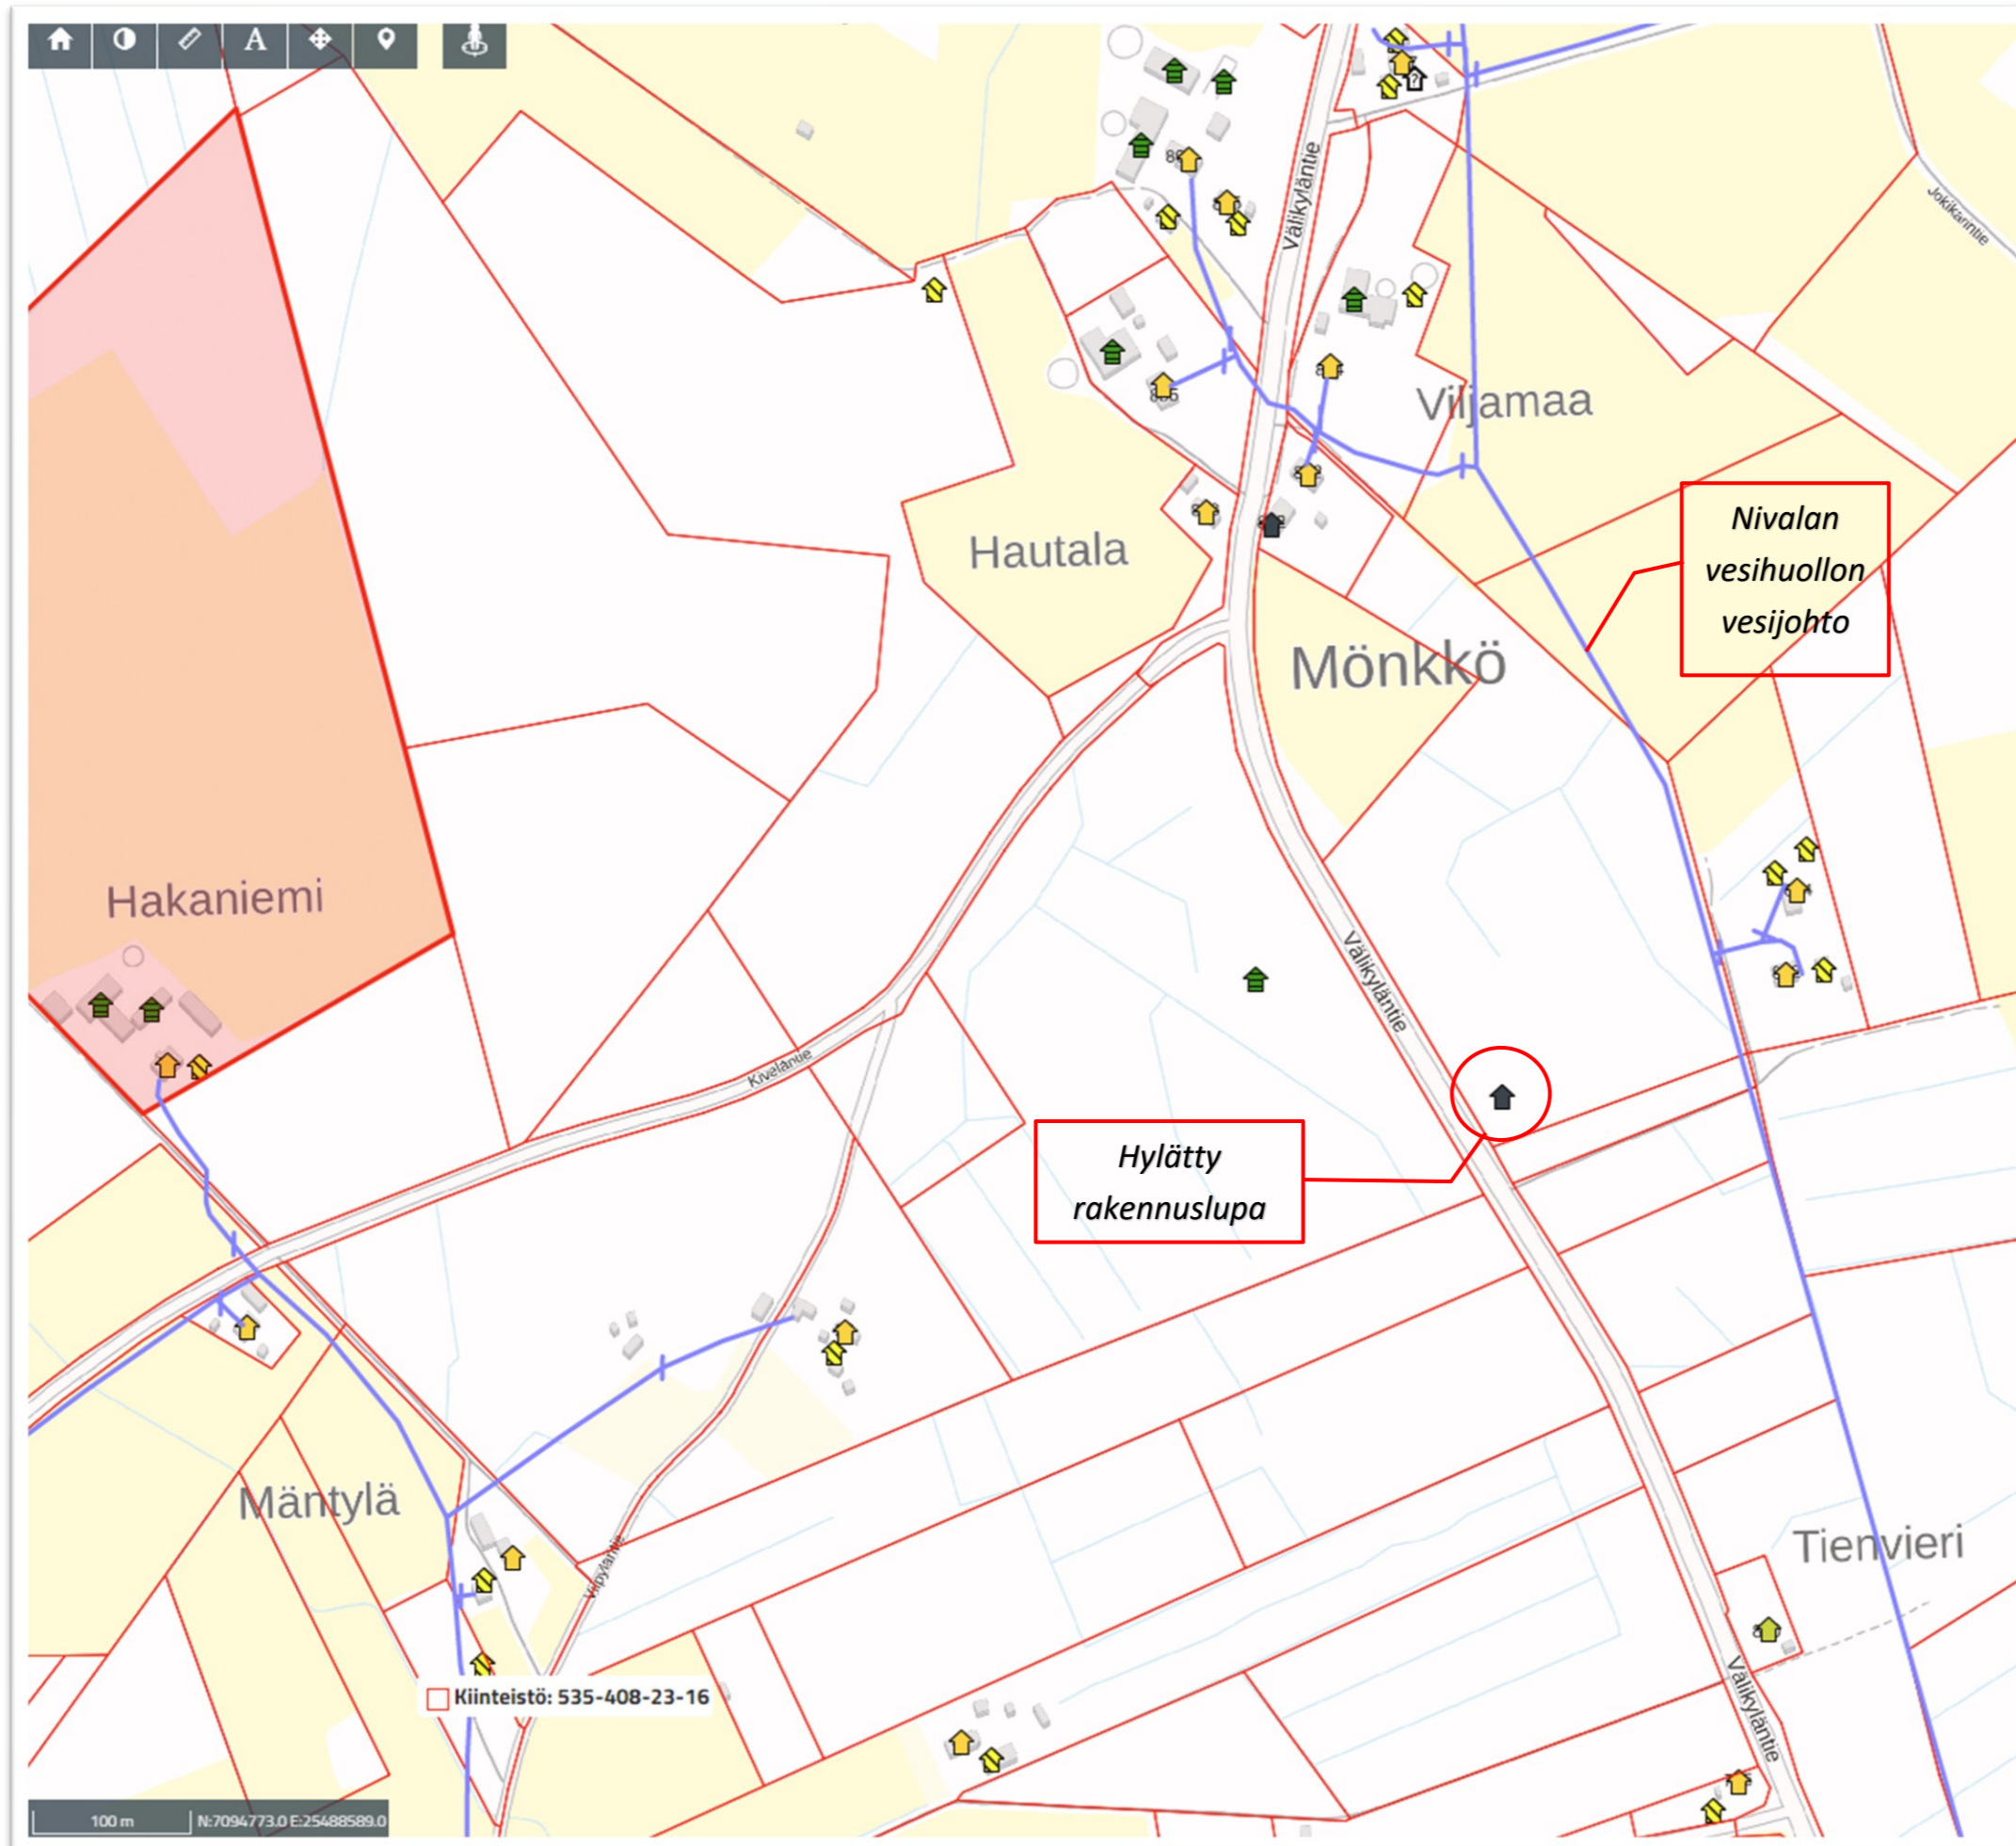 A
Välikyläntie
Jokikarintie
Viljamaa
Nivalan
vesihuollon
vesijohto
Hautala
Mönkkö
Hakaniemi
Välikyläntie
Kiveläntie
Hylätty
rakennuslupa
Mäntylä
Viipyläntie
Tienvieri
Kiinteistö: 535-408-23-16
Välikyläntie
100 m
N:7094773.0 E:25488589.0